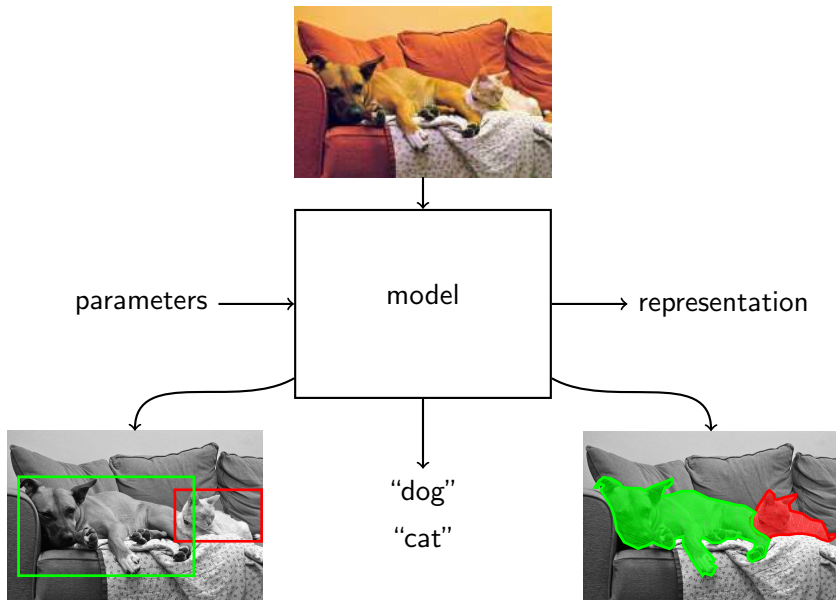 model
parameters
representation
“dog”
“cat”